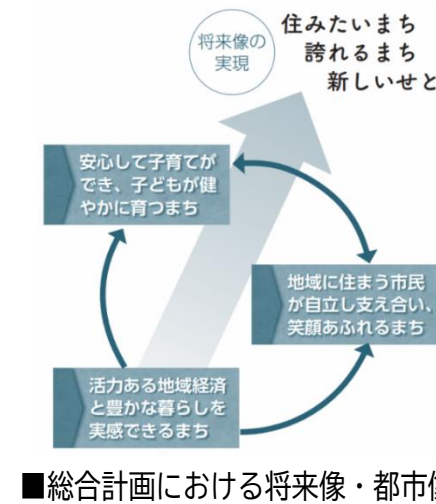 将来像の
実現
住みたいまち
誇れるまち
新しいせと
安心して子育てが
でき、子どもが健
やかに育つまち
地域に住まう市民
が自立し支え合い、
笑顔あふれるまち
活力ある地域経済
と豊かな暮らしを
実感できるまち
■総合計画における将来像・都市